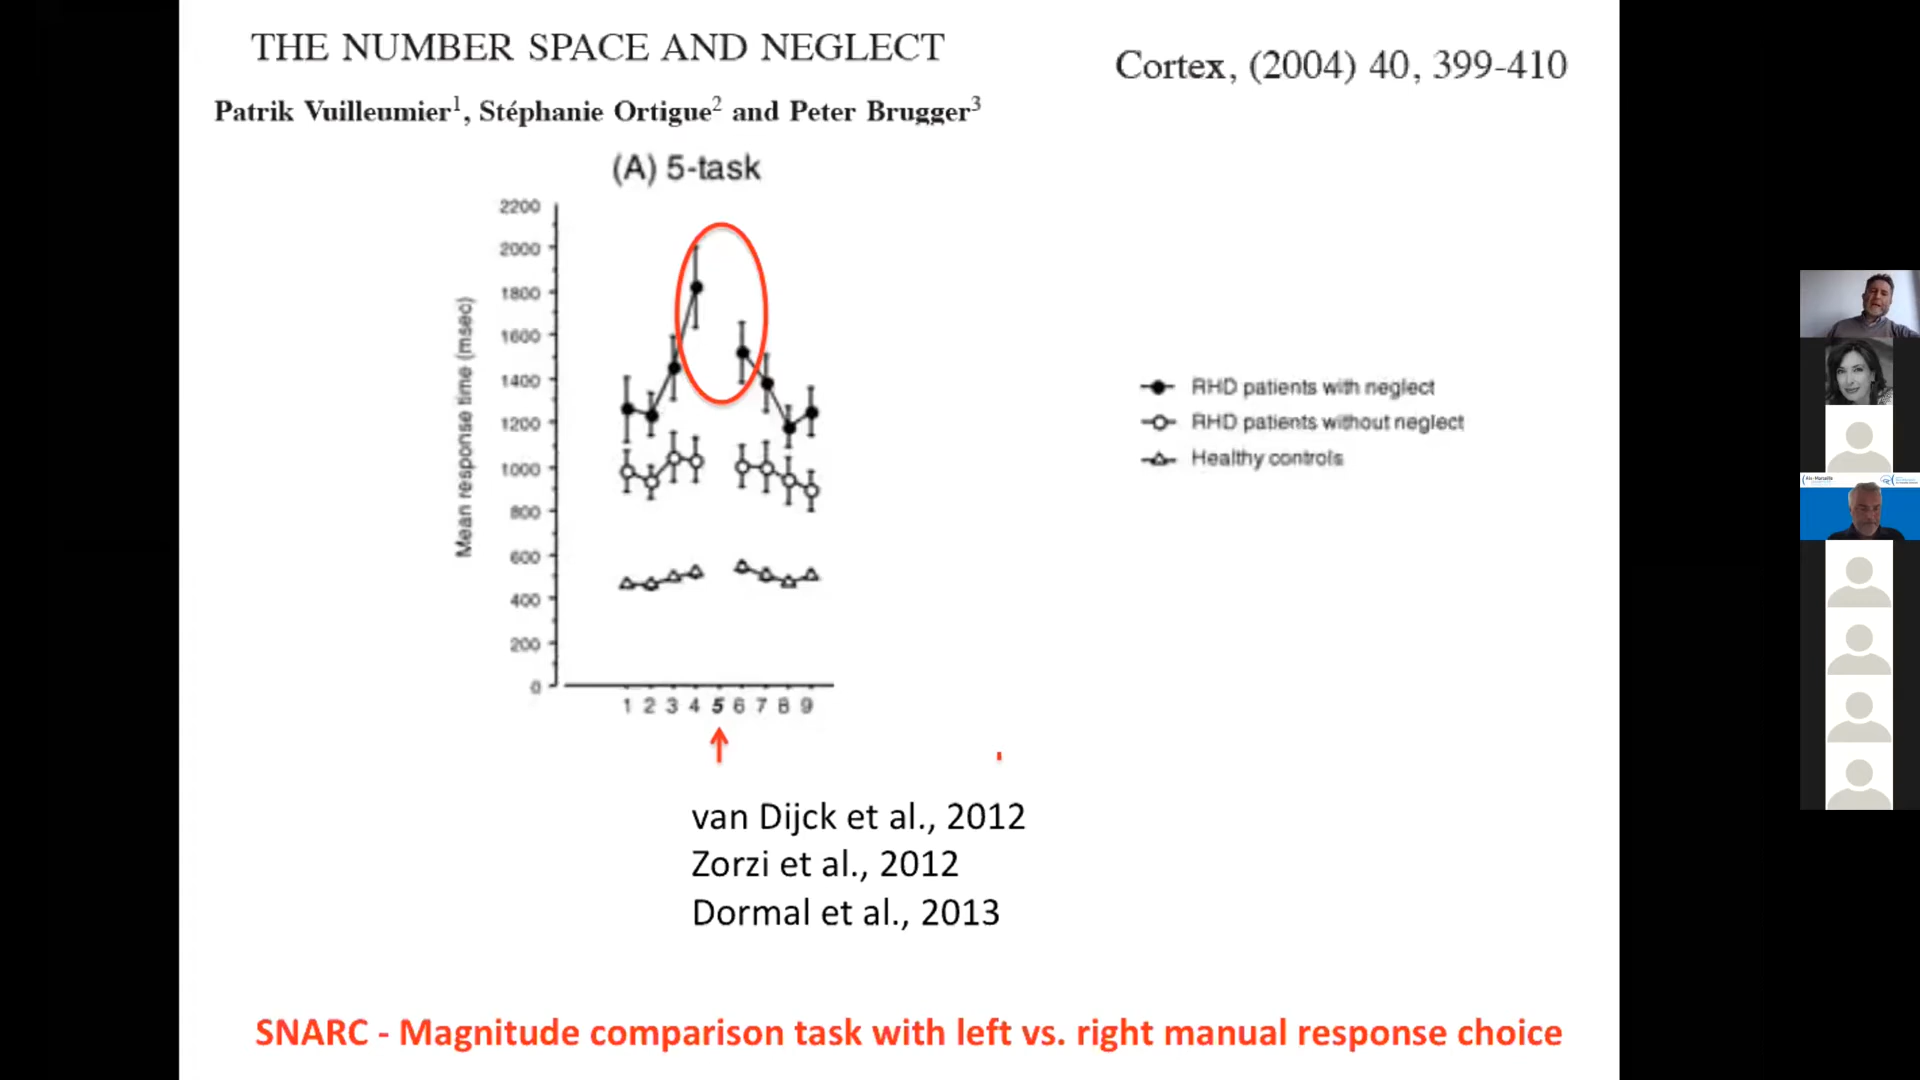 THE NUMBER SPACE AND NEGLECT
Cortex, (2004) 40, 399-410
Patrik Vuilleumier1, Stéphanie Ortigue2 and Peter Brugger3
(A) 5-task
2200
2000
1800
1600
1400
1200
1000
800
600
400
200
0
Mean response time (msec)
1 2 3 4 5 6 7 8 9
RHD patients with neglect
RHD patients without neglect
Healthy controls
van Dijck et al., 2012
Zorzi et al., 2012
Dormal et al., 2013
SNARC - Magnitude comparison task with left vs. right manual response choice